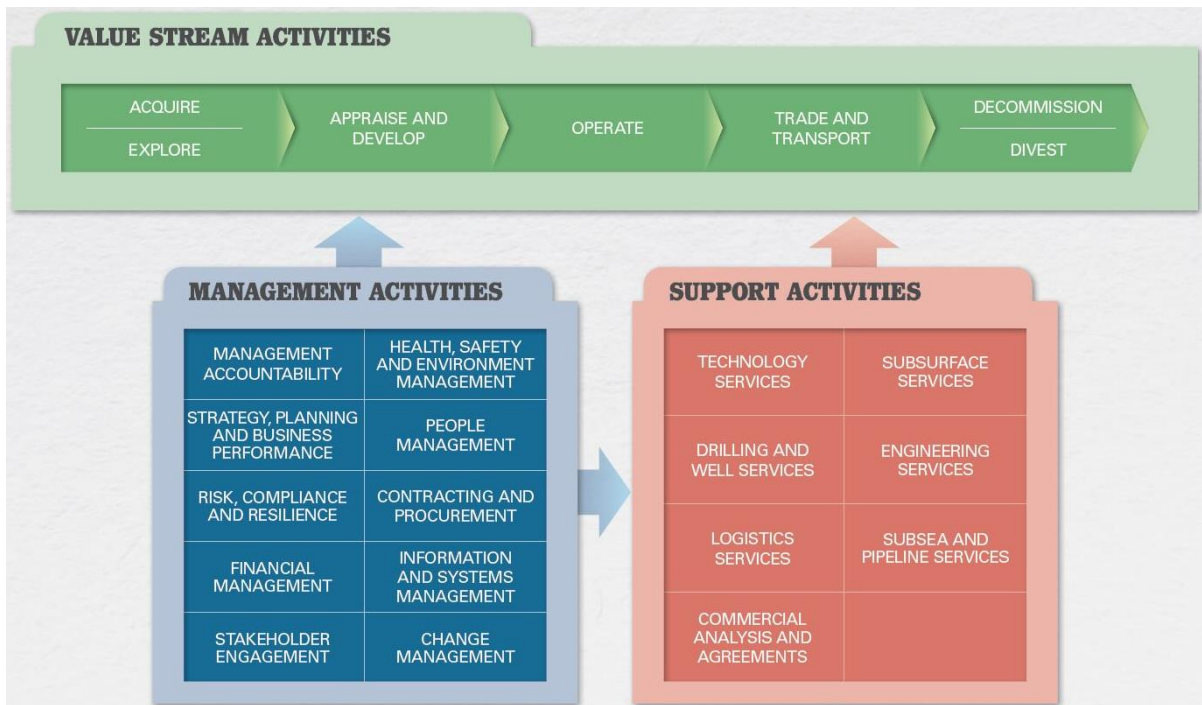 VALUE STREAM ACTIVITIES
ACQUIRE
EXPLORE
APPRAISE AND
DEVELOP
OPERATE
TRADE AND
TRANSPORT
DECOMMISSION
DIVEST
MANAGEMENT ACTIVITIES
MANAGEMENT
ACCOUNTABILITY
HEALTH, SAFETY
AND ENVIRONMENT
MANAGEMENT
STRATEGY, PLANNING
AND BUSINESS
PERFORMANCE
PEOPLE
MANAGEMENT
RISK, COMPLIANCE
AND RESILIENCE
CONTRACTING AND
PROCUREMENT
FINANCIAL
MANAGEMENT
INFORMATION
AND SYSTEMS
MANAGEMENT
STAKEHOLDER
ENGAGEMENT
CHANGE
MANAGEMENT
SUPPORT ACTIVITIES
TECHNOLOGY
SERVICES
SUBSURFACE
SERVICES
DRILLING AND
WELL SERVICES
ENGINEERING
SERVICES
LOGISTICS
SERVICES
SUBSEA AND
PIPELINE SERVICES
COMMERCIAL
ANALYSIS AND
AGREEMENTS